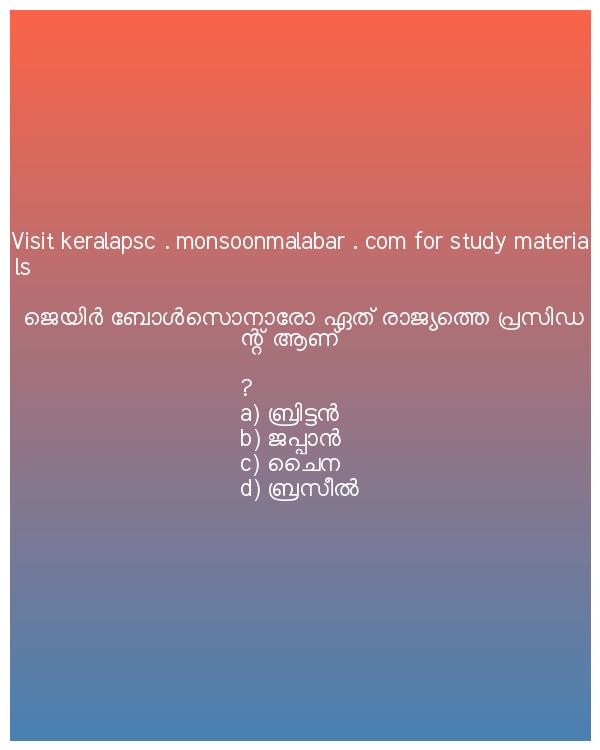 Visit keralapsc . monsoonmalabar . com for study materia
ls
ജെയിർ ബോൾസൊനാരോ ഏത് രാജ്യത്തെ പ്രസിഡ
ന്റ് ആണ്
?
a) ബ്രിട്ടൻ
b) ജപ്പാൻ
c) ചൈന
d) ബ്രസീൽ